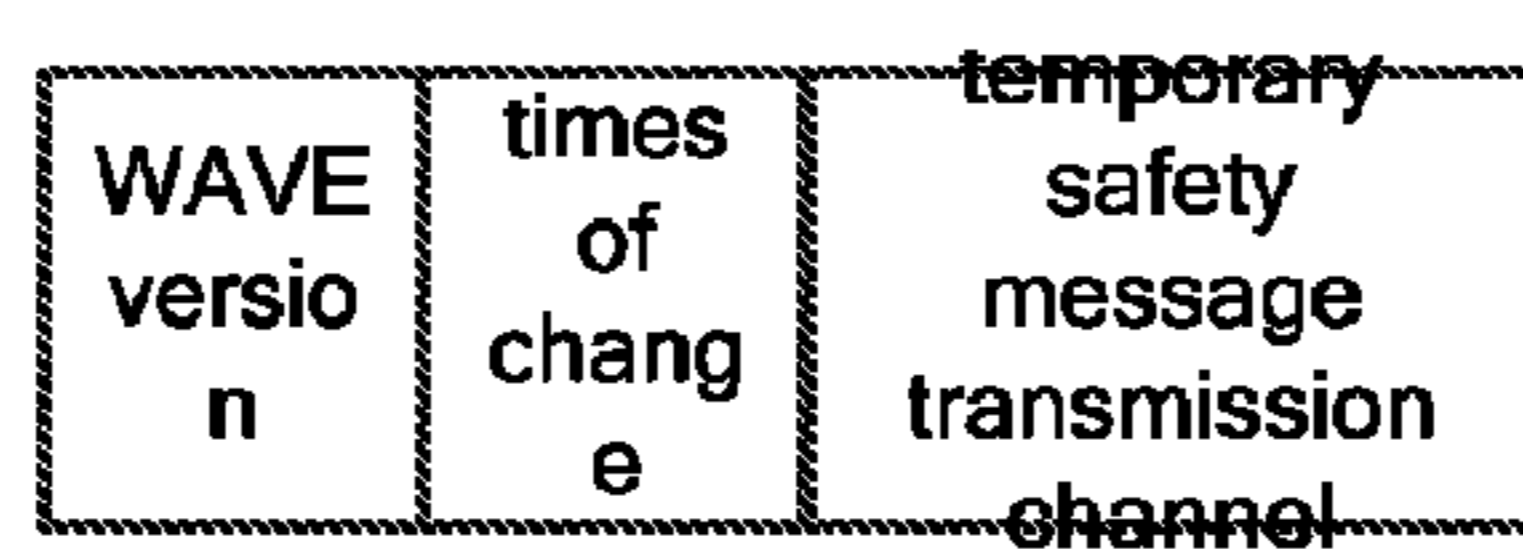 WAVE
versio
n
times
of
chang
e
temporary
safety
message
transmission
channel